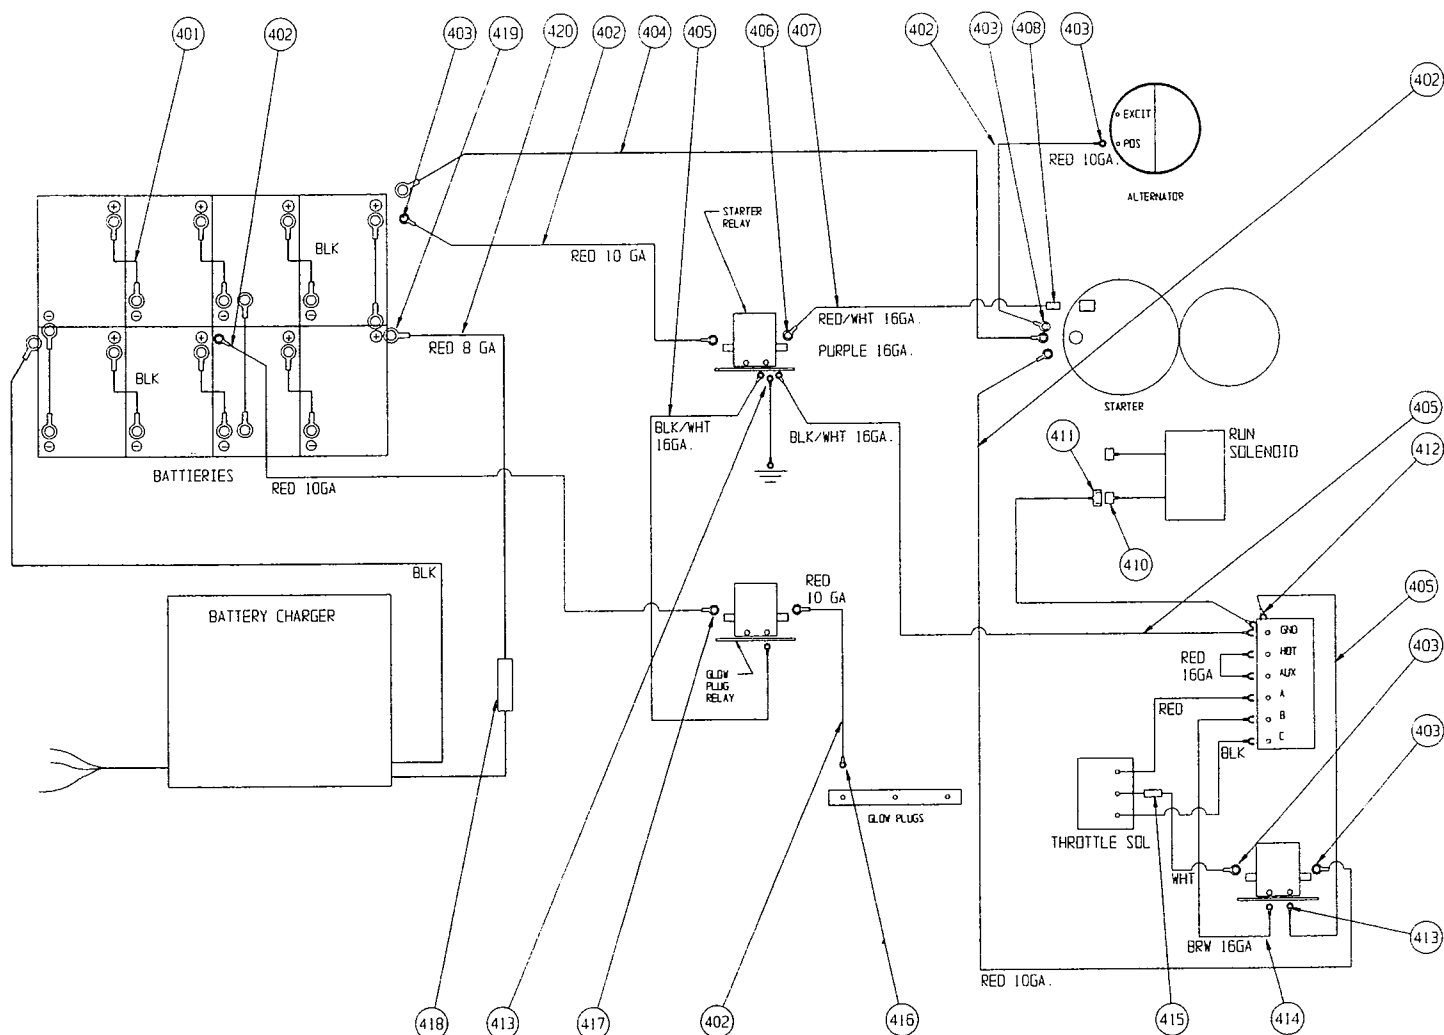 401
402
403
419
420
402
404
405
406
407
402
403
408
403
402
EXCIT
POS
RED 10GA.
ALTERNATOR
STARTER
RELAY
BLK
RED 10 GA
RED/WHT 16GA.
PURPLE 16GA.
RED 8 GA
BLK
STARTER
BLK/WHT
16GA.
BLK/WHT 16GA.
405
411
RUN
SOLENOID
412
BATTIERIES
RED 10GA
410
BLK
RED
10 GA
405
BATTERY CHARGER
GND
HOT
RED
16GA
AUX
403
GLOW
PLUG
RELAY
A
RED
B
C
BLK
403
GLOW PLUGS
THROTTLE SOL
WHT
413
BRW 16GA
RED 10GA.
418
413
417
402
416
415
414
+
+
+
+
-
-
-
-
+
+
+
+
-
-
-
-